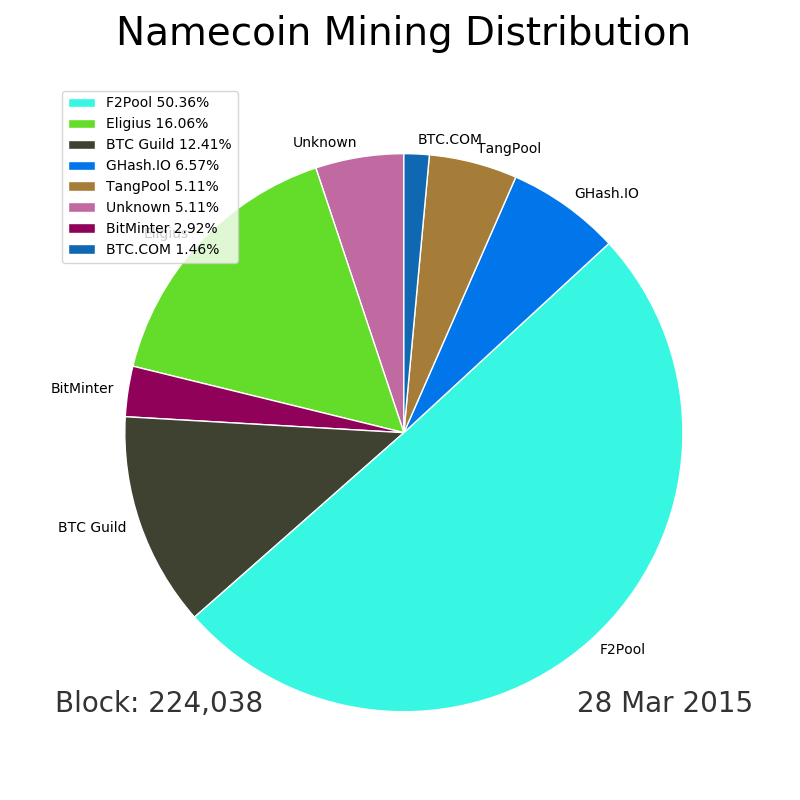 Namecoin Mining Distribution
F2Pool 50.36%
Eligius 16.06%
BTC Guild 12.41%
GHash.IO 6.57%
TangPool 5.11%
Unknown 5.11%
BitMinter 2.92%
BTC.COM 1.46%
Unknown
BTC.COM
TangPool
GHash.IO
Eligius
BitMinter
BTC Guild
F2Pool
Block: 224,038
28 Mar 2015